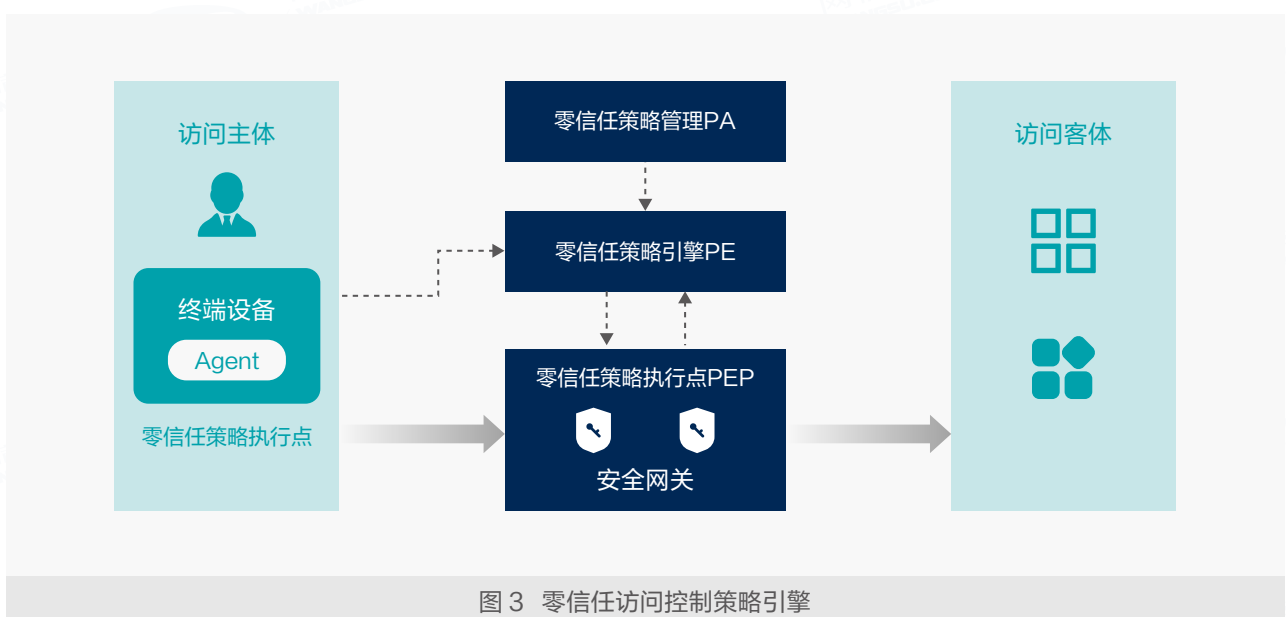 访问主体
终端设备
Agent
零信任策略执行点
零信任策略管理PA
零信任策略引擎PE
零信任策略执行点PEP
安全网关
访问客体
图 3 零信任访问控制策略引擎